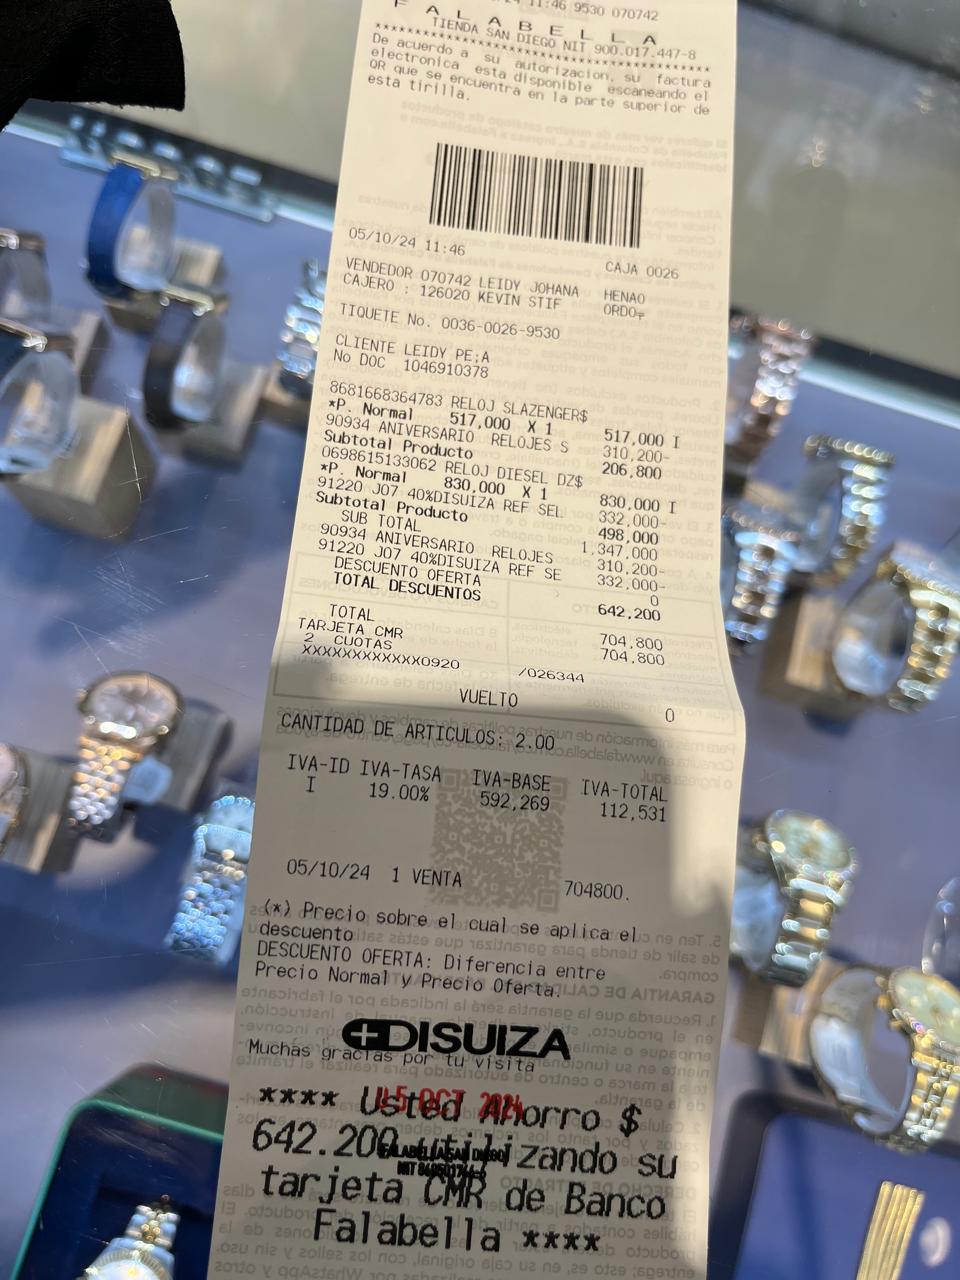 11:46 9530 070742
FALABELLA
TIENDA SAN DIEGO NIT 900.017.447-8
****************************************
De acuerdo a su autorizacion, su factura
electronica esta disponible escaneando el
QR que se encuentra en la parte superior de
esta tirilla.
05/10/24 11:46 CAJA 0026
VENDEDOR 070742 LEIDY JOHANA HENAO
CAJERO : 126020 KEVIN STIF ORDO
TIQUETE No. 0036-0026-9530
CLIENTE LEIDY PE;A
No DOC 1046910378
8681668364783 RELOJ SLAZENGER$
*P. Normal 517,000 X 1 517,000 I
90934 ANIVERSARIO RELOJES S 310,200-
Subtotal Producto 206,800
0698615133062 RELOJ DIESEL DZ$
*P. Normal 830,000 X 1 830,000 I
91220 J07 40%DISUIZA REF SEL 332,000-
Subtotal Producto 498,000
SUB TOTAL 1,347,000
90934 ANIVERSARIO RELOJES 310,200-
91220 J07 40%DISUIZA REF SE 332,000-
DESCUENTO OFERTA 0
TOTAL DESCUENTOS 642,200
TOTAL 704,800
TARJETA CMR 704,800
2 CUOTAS
XXXXXXXXXXXX0920 /026344
VUELTO 0
CANTIDAD DE ARTICULOS: 2.00
IVA-ID IVA-TASA IVA-BASE IVA-TOTAL
I 19.00% 592,269 112,531
05/10/24 1 VENTA 704800.
(*) Precio sobre el cual se aplica el
descuento
DESCUENTO OFERTA: Diferencia entre
Precio Normal y Precio Oferta.
DISUIZA
Muchas gracias por tu visita
**** Usted Ahorro $
642.200 utilizando su
tarjeta CMR de Banco
Falabella ****
OCT 2024
FALABELLA SAN DIEGO